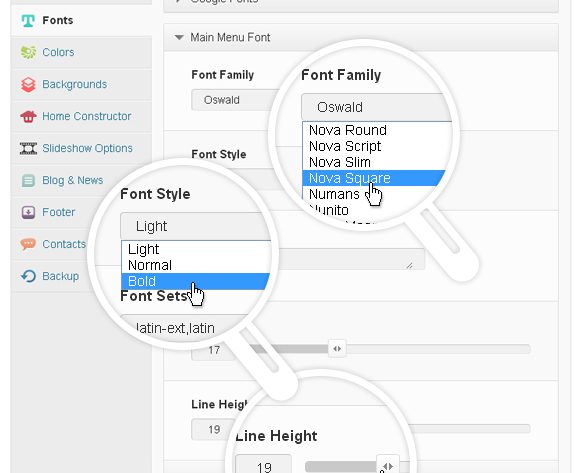 Google Fonts
Fonts
Colors
Backgrounds
Home Constructor
Slideshow Options
Blog & News
Footer
Contacts
Backup
Main Menu Font
Font Family
Oswald
Font Family
Oswald
Nova Round
Nova Script
Nova Slim
Nova Square
Numans
Nunito
Font Style
Font Style
Light
Light
Normal
Bold
Font Sets
latin-ext,latin
17
Line Height
19
Line Height
19